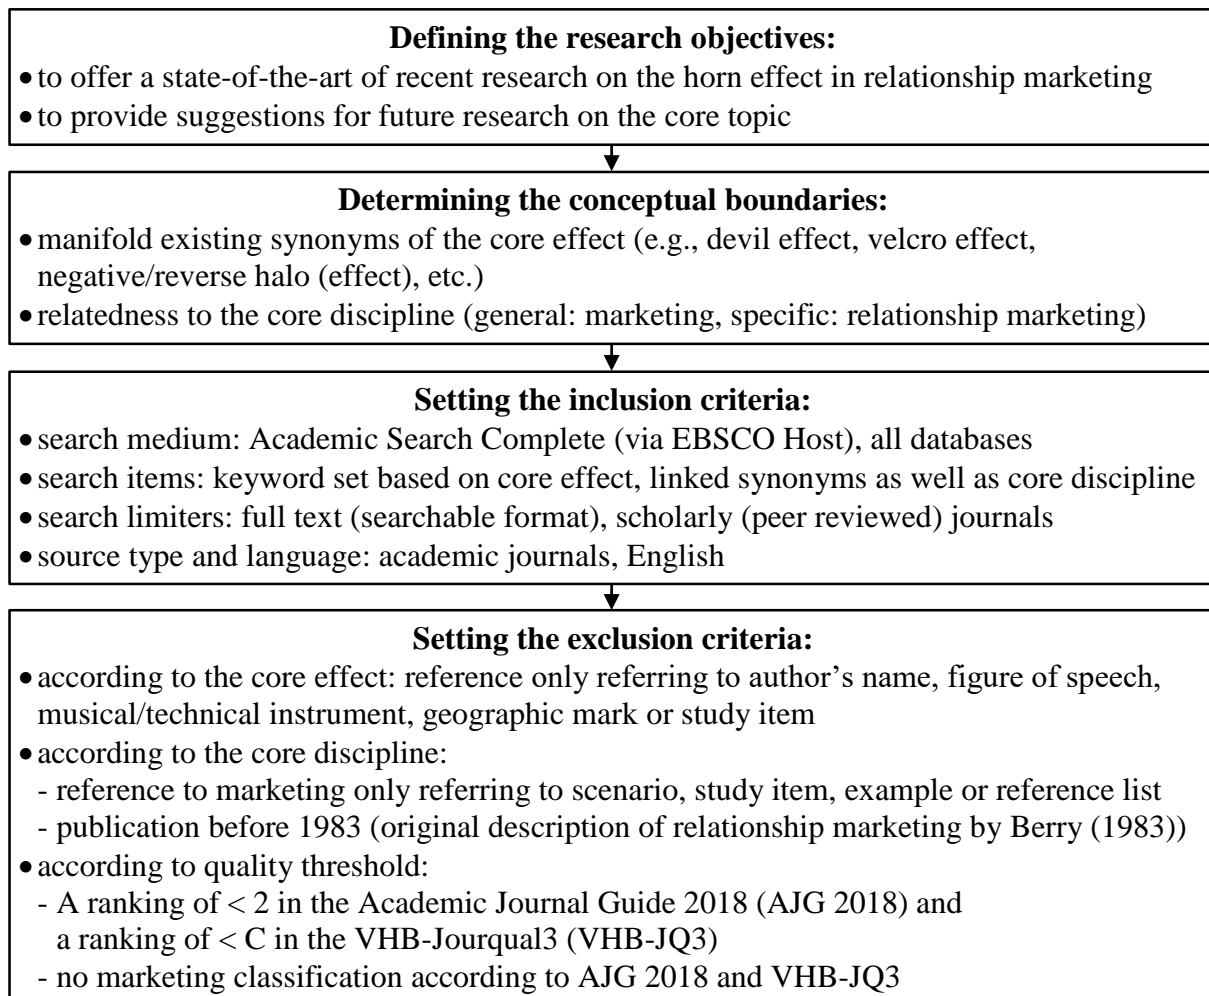 Defining the research objectives:
• to offer a state-of-the-art of recent research on the horn effect in relationship marketing
• to provide suggestions for future research on the core topic
Determining the conceptual boundaries:
• manifold existing synonyms of the core effect (e.g., devil effect, velcro effect,
negative/reverse halo (effect), etc.)
• relatedness to the core discipline (general: marketing, specific: relationship marketing)
Setting the inclusion criteria:
• search medium: Academic Search Complete (via EBSCO Host), all databases
• search items: keyword set based on core effect, linked synonyms as well as core discipline
• search limiters: full text (searchable format), scholarly (peer reviewed) journals
• source type and language: academic journals, English
Setting the exclusion criteria:
• according to the core effect: reference only referring to author’s name, figure of speech,
musical/technical instrument, geographic mark or study item
• according to the core discipline:
- reference to marketing only referring to scenario, study item, example or reference list
- publication before 1983 (original description of relationship marketing by Berry (1983))
• according to quality threshold:
- A ranking of < 2 in the Academic Journal Guide 2018 (AJG 2018) and
a ranking of < C in the VHB-Jourqual3 (VHB-JQ3)
- no marketing classification according to AJG 2018 and VHB-JQ3